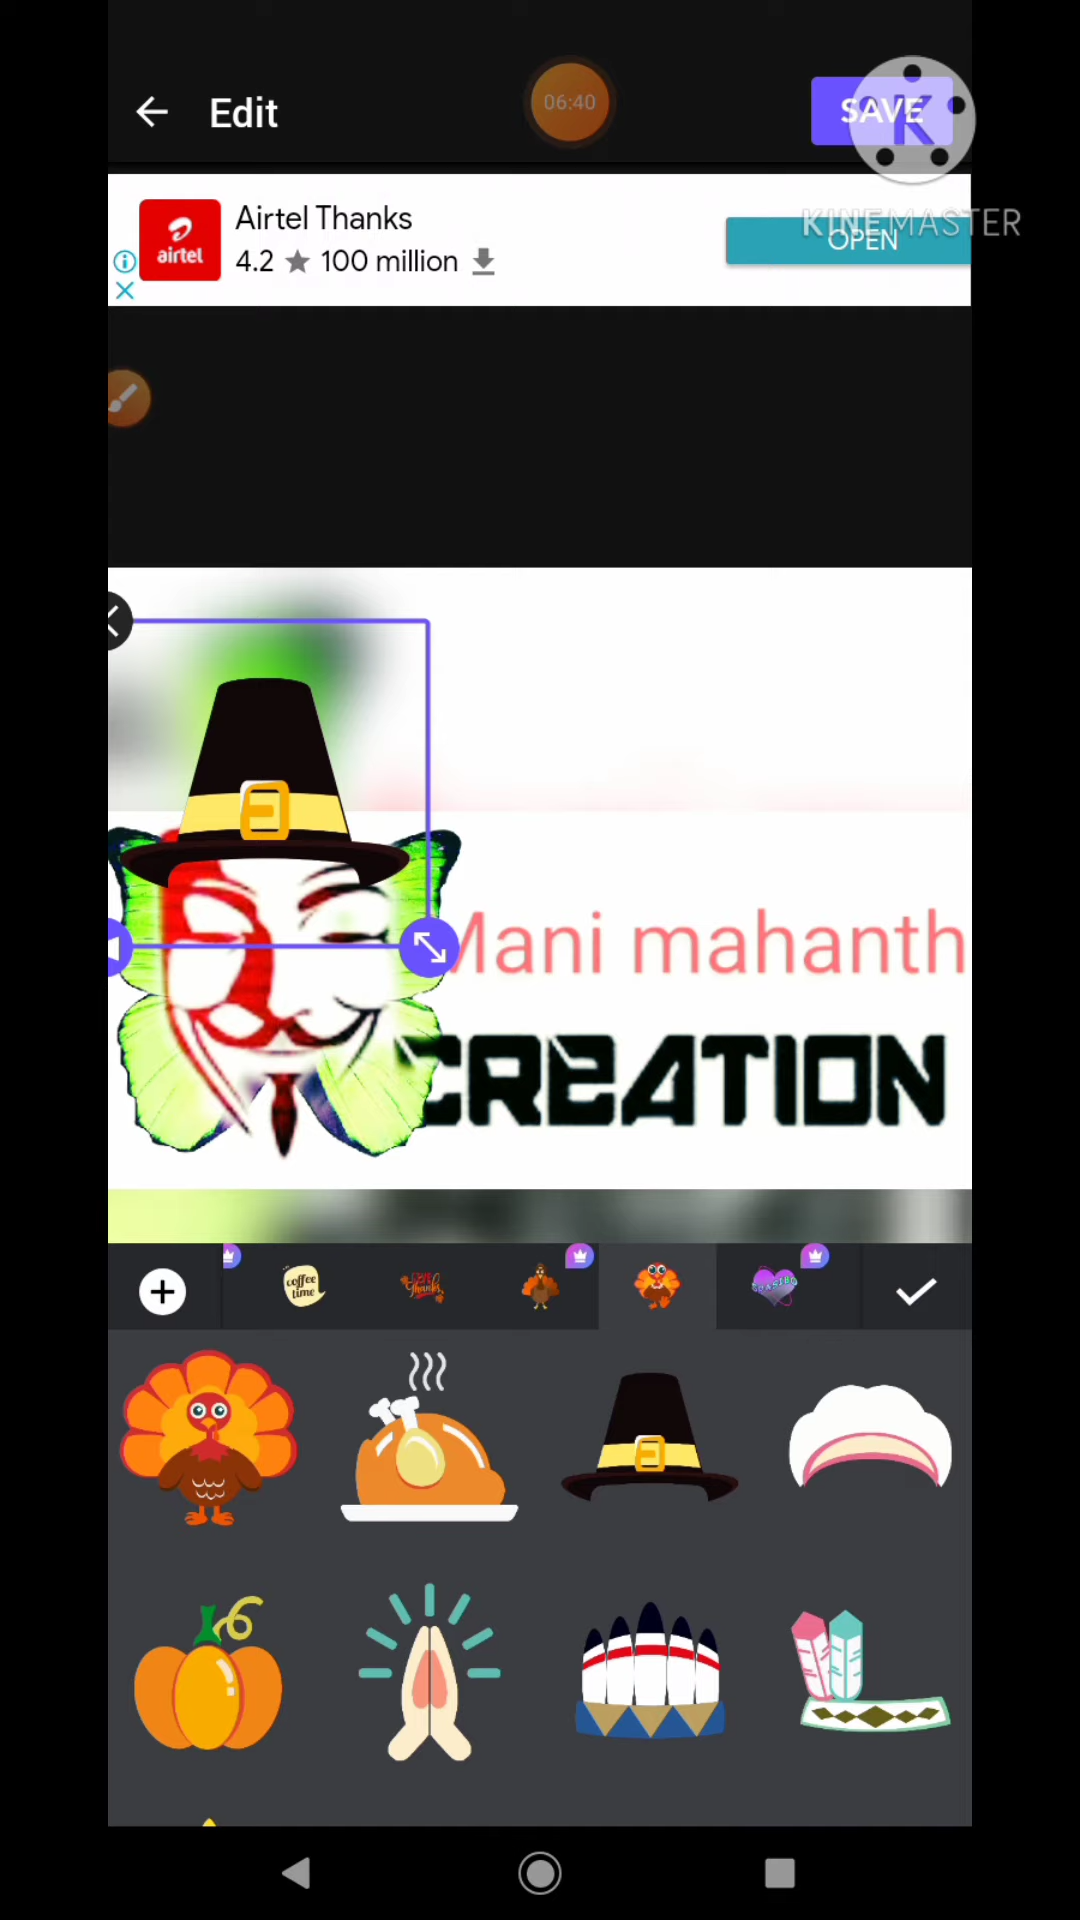 Edit
06:40
SAVE
KINEMASTER
Airtel Thanks
airtel
4.2 ★ 100 million
OPEN
Mani mahanth
CREATION
coffee
time